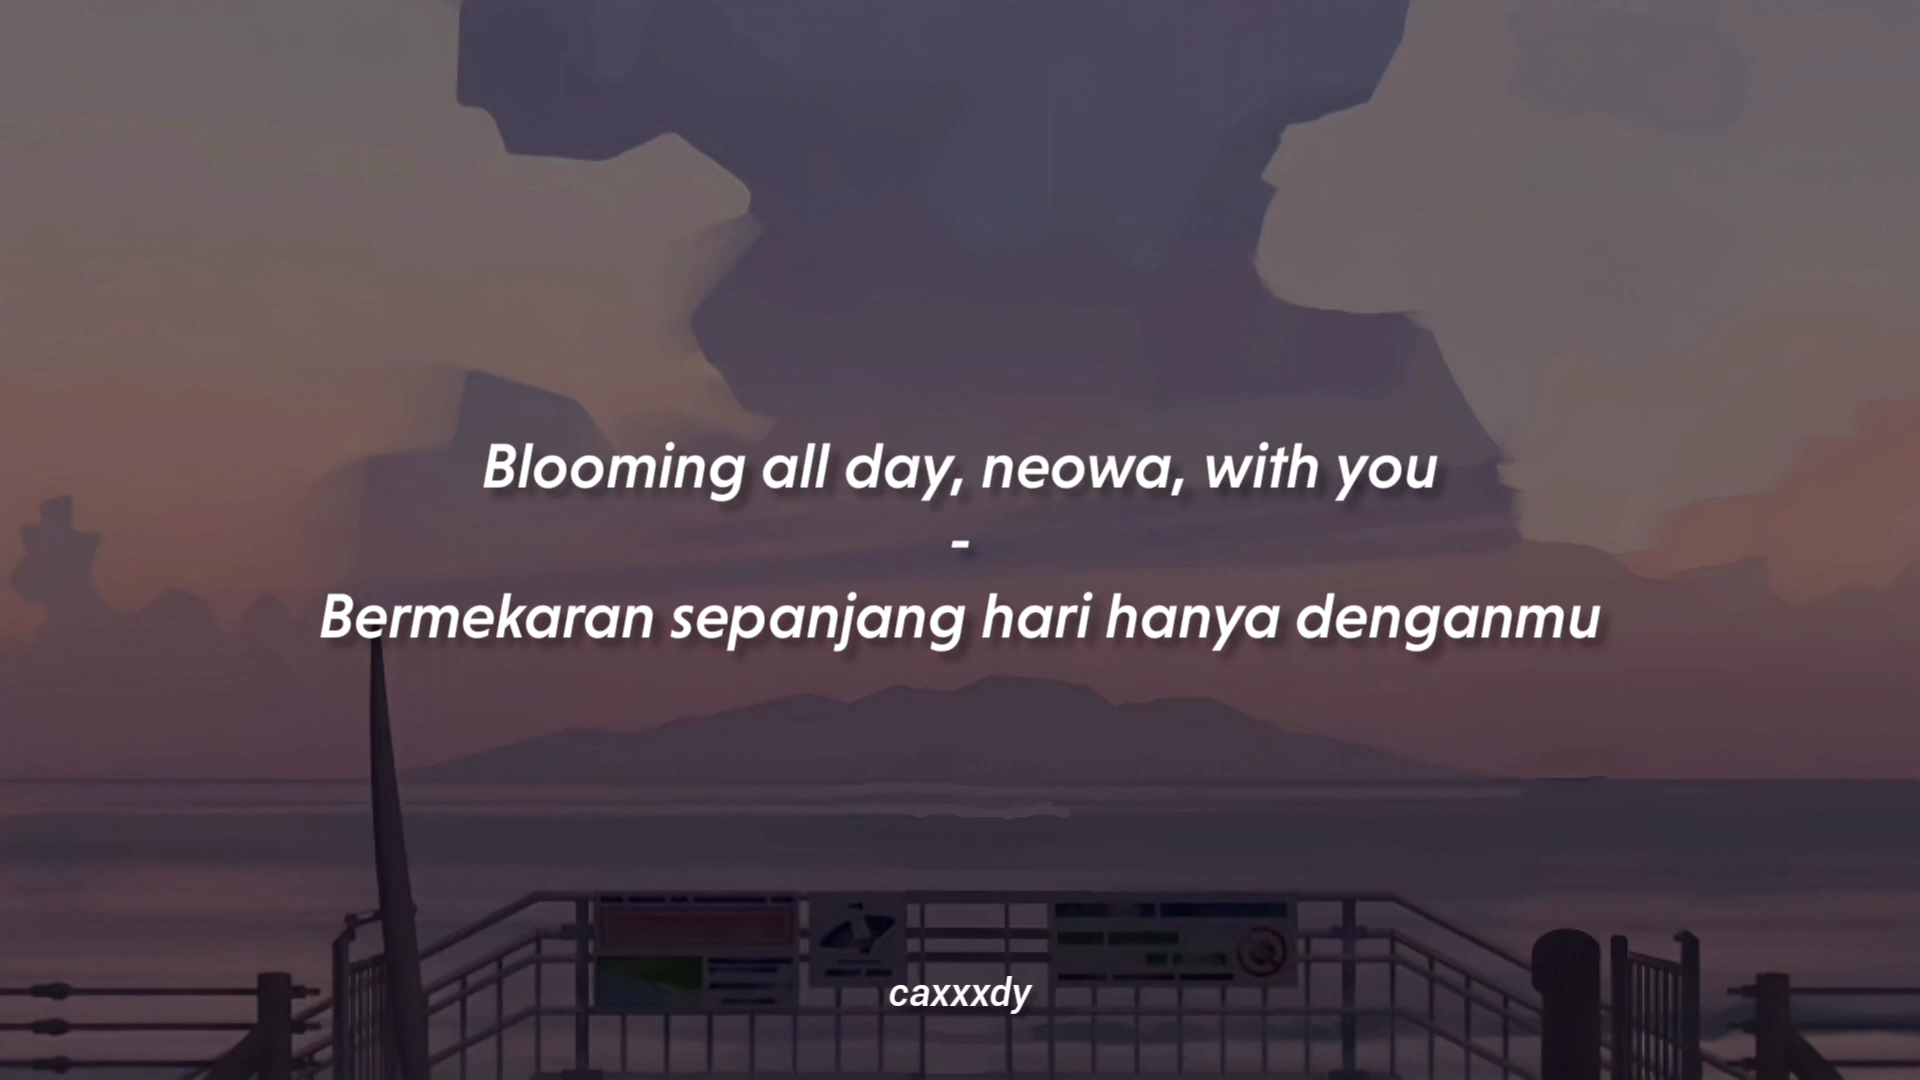 Blooming all day, neowa, with you
-
Bermekaran sepanjang hari hanya denganmu
caxxxdy